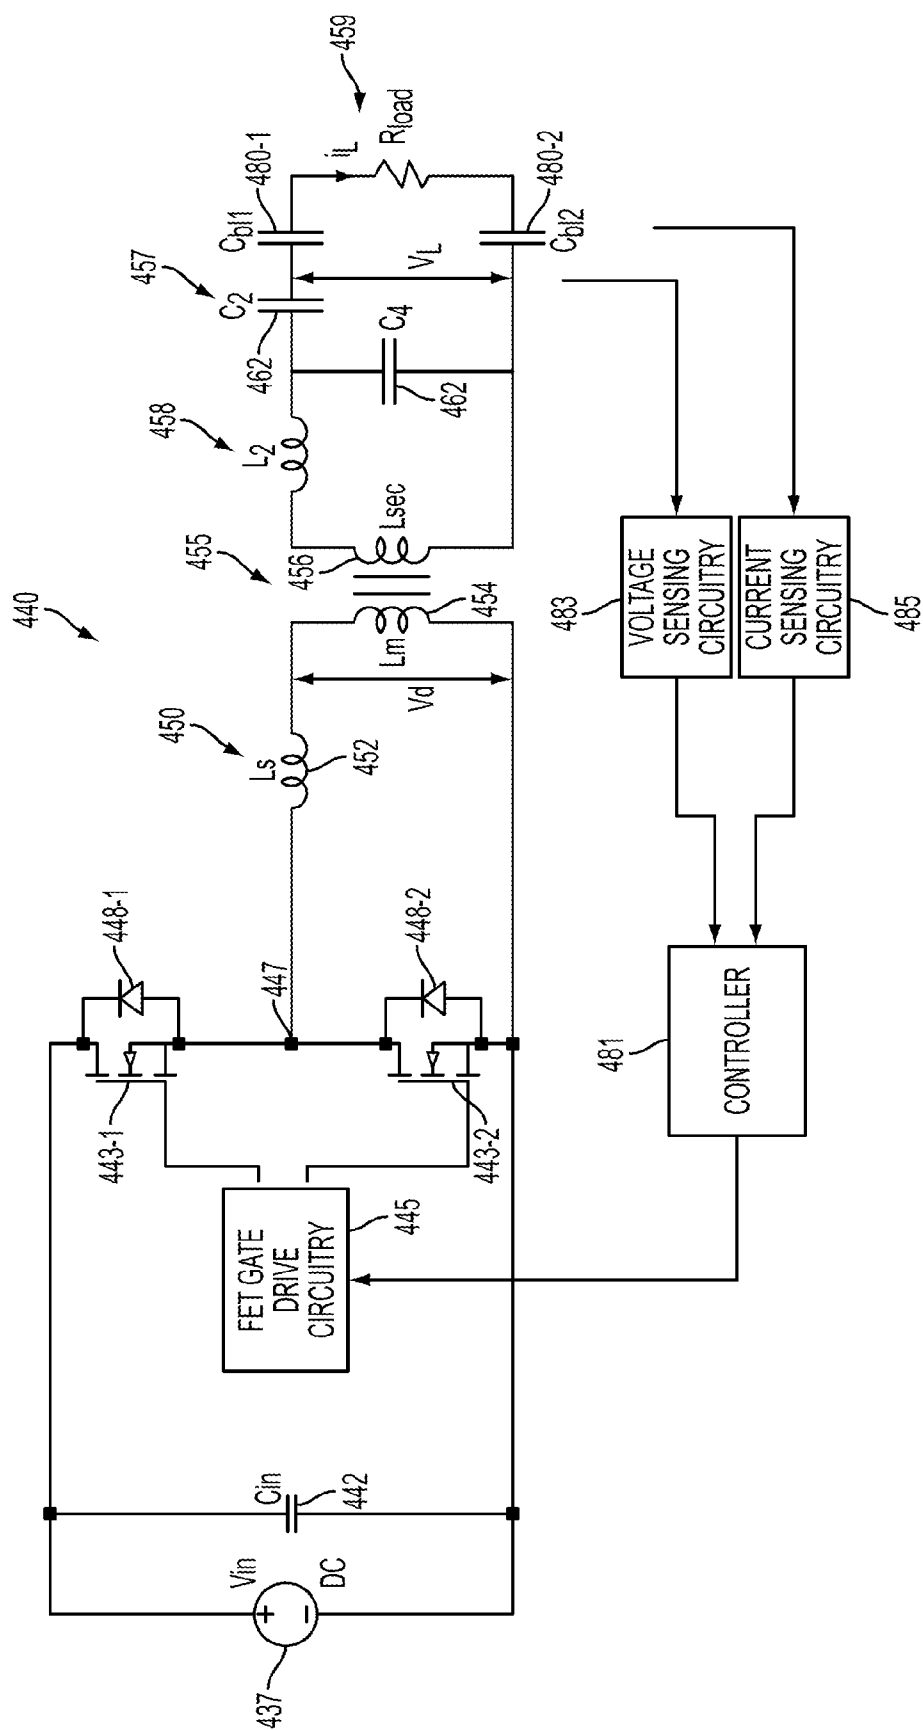 440
437
Vin
DC
Cin
442
FET GATE
DRIVE
CIRCUITRY
445
443-1
448-1
447
443-2
448-2
450
Ls
452
Vd
Lm
454
455
456
Lsec
458
L2
457
C2
462
C4
462
VL
Cbl1
480-1
iL
Rload
459
Cbl2
480-2
CONTROLLER
481
VOLTAGE
SENSING
CIRCUITRY
483
CURRENT
SENSING
CIRCUITRY
485